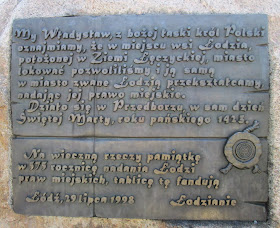 My Władysław, z bożej łaski król Polski
oznajmiamy, że w miejscu wsi Łodzia,
położonej w Ziemi Łęczyckiej, miasto
lokować pozwoliliśmy i ją samą
w miasto zwane Łodzią przekształcamy
nadając jej prawo miejskie.
Działo się w Przedborzu, w sam dzień
Świętej Marty, roku pańskiego 1423.
Na wieczną rzeczy pamiątkę
w 575 rocznicę nadania Łodzi
praw miejskich, tablicę tę fundują
Łódź, 29 lipca 1998 Łodzianie